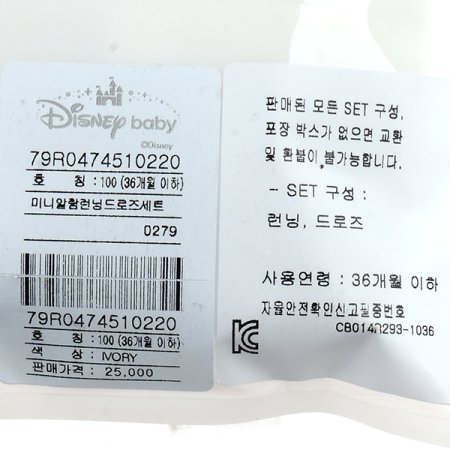 Disney baby
©Disney
79R0474510220
호 칭 : 100 (36개월 이하)
미니알람런닝드로즈세트
0279
79R0474510220
호 칭 : 100 (36개월 이하)
색 상 : IVORY
판매가격 : 25,000
판매된 모든 SET 구성,
포장 박스가 없으면 교환
및 환불이 불가능합니다.
- SET 구성 :
런닝, 드로즈
사용연령 : 36개월 이하
자율안전확인신고필증번호
CB014R293-1036